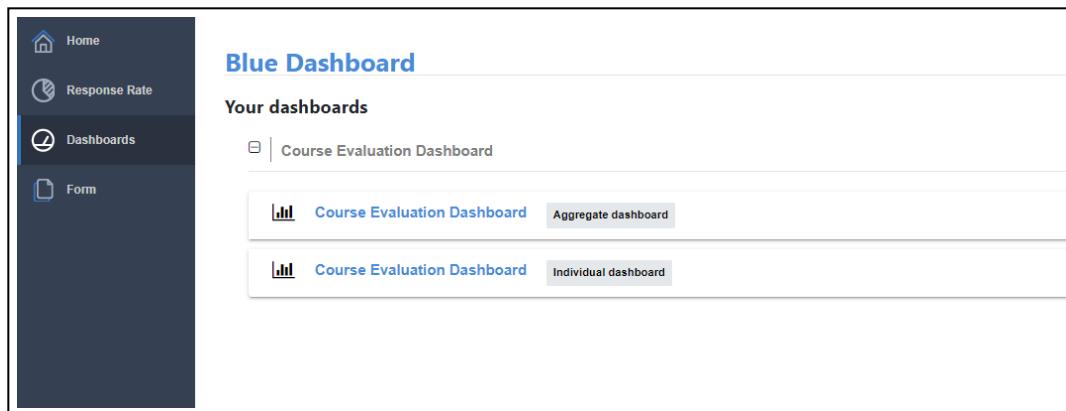 Home
Response Rate
Dashboards
Form
Blue Dashboard
Your dashboards
Course Evaluation Dashboard
Course Evaluation Dashboard Aggregate dashboard
Course Evaluation Dashboard Individual dashboard